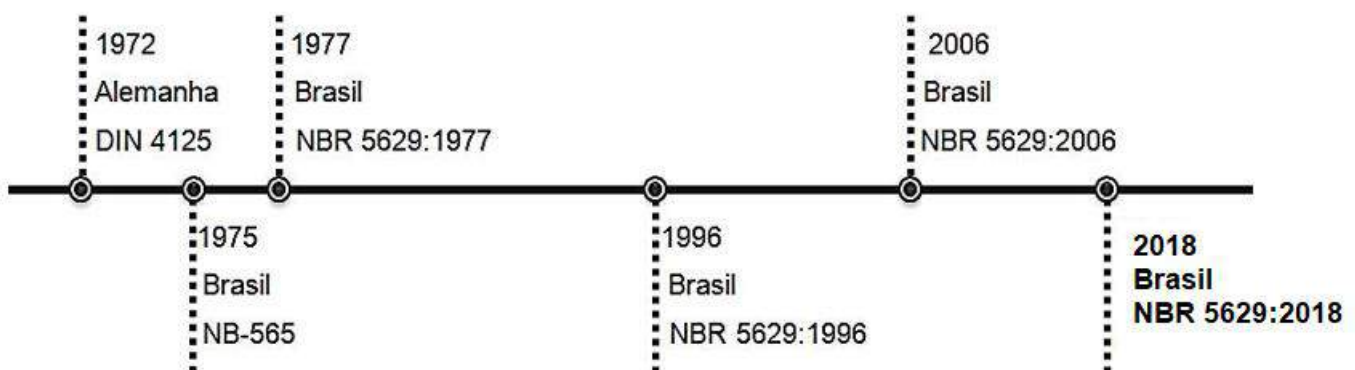 1972
Alemanha
DIN 4125
1975
Brasil
NB-565
1977
Brasil
NBR 5629:1977
1996
Brasil
NBR 5629:1996
2006
Brasil
NBR 5629:2006
2018
Brasil
NBR 5629:2018